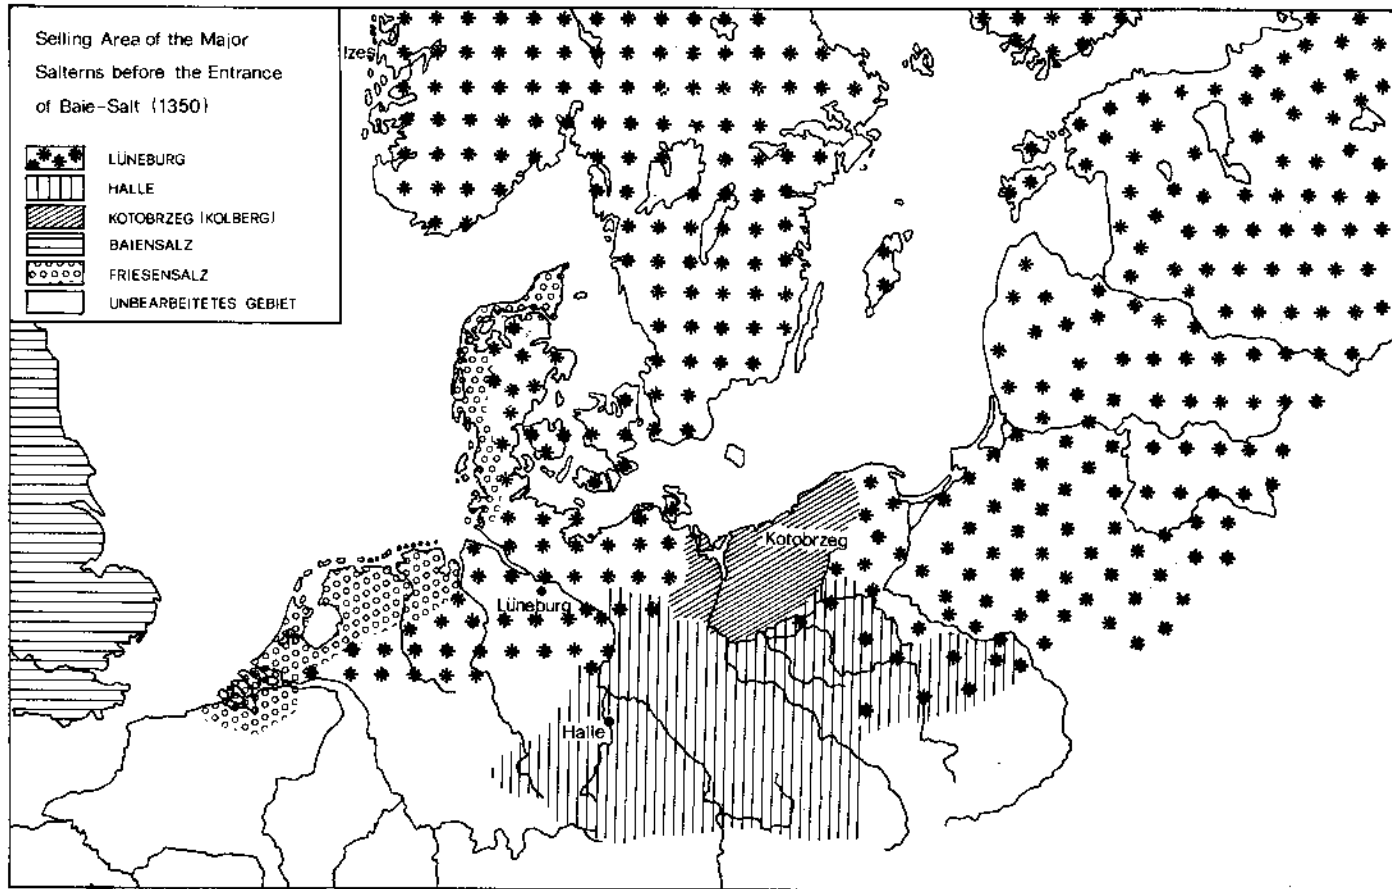 Selling Area of the Major
Salterns before the Entrance
of Baie-Salt (1350)
LÜNEBURG
HALLE
KOTOBRZEG (KOLBERG)
BAIENSALZ
FRIESENSALZ
UNBEARBEITETES GEBIET
lzes
Kotobrzeg
Lüneburg
Halle